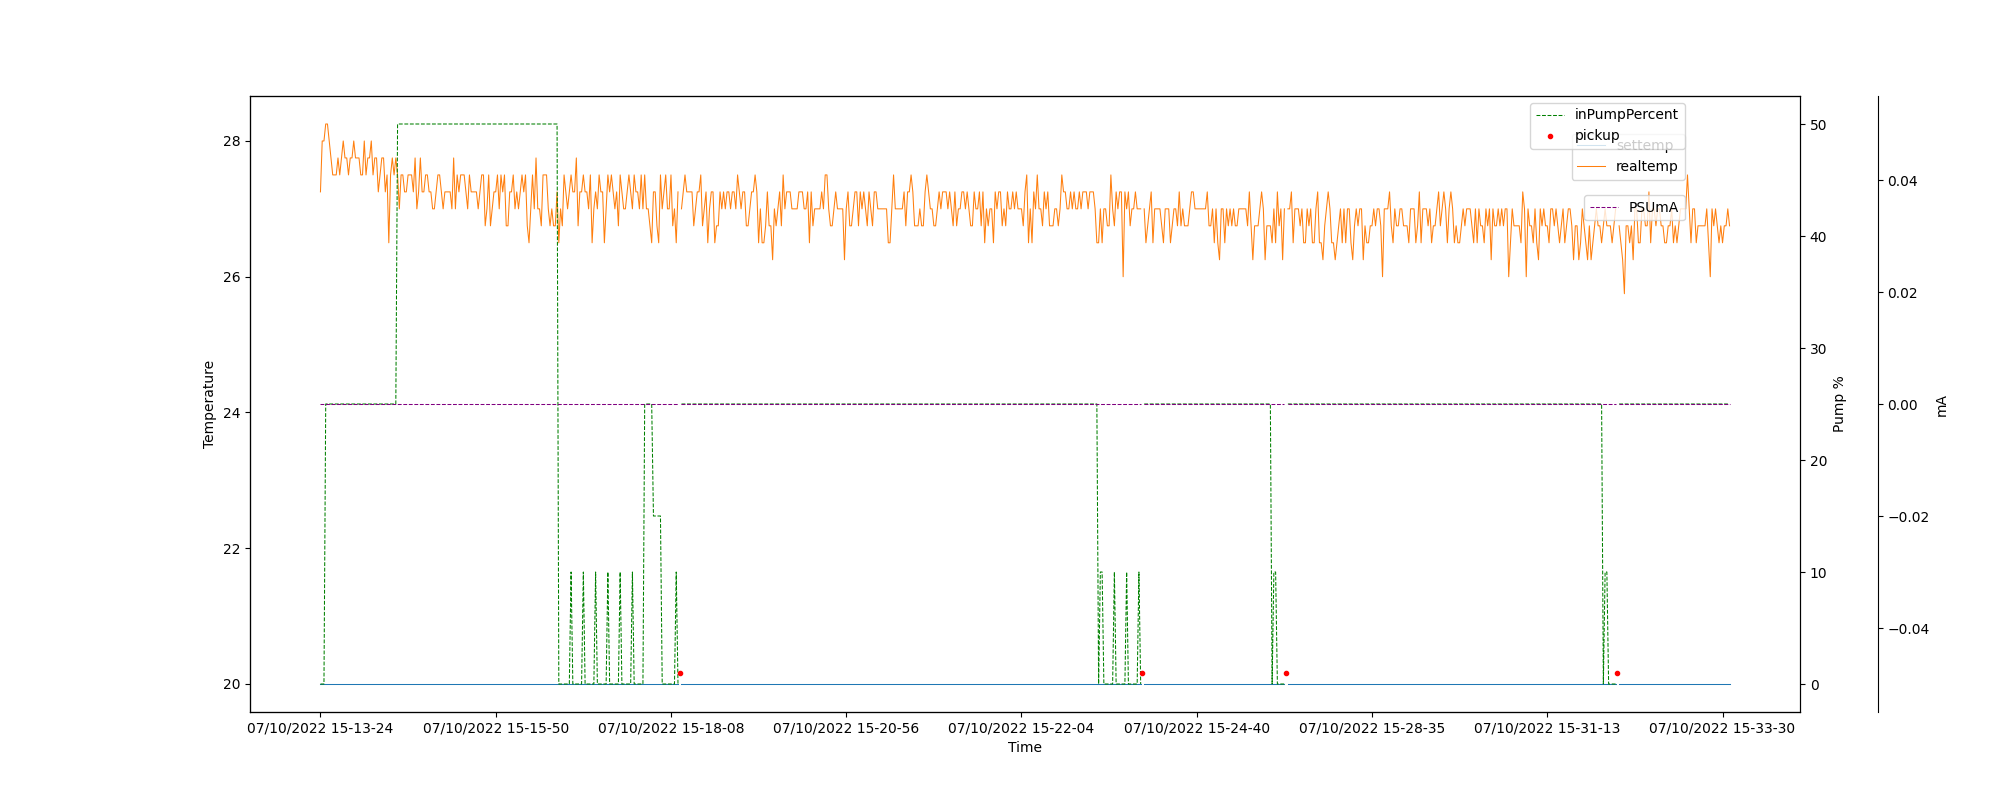 inPumpPercent
pickup
settemp
realtemp
PSUmA
28
26
24
22
20
Temperature
50
40
30
20
10
0
Pump %
0.04
0.02
0.00
−0.02
−0.04
mA
07/10/2022 15-13-24
07/10/2022 15-15-50
07/10/2022 15-18-08
07/10/2022 15-20-56
07/10/2022 15-22-04
07/10/2022 15-24-40
07/10/2022 15-28-35
07/10/2022 15-31-13
07/10/2022 15-33-30
Time